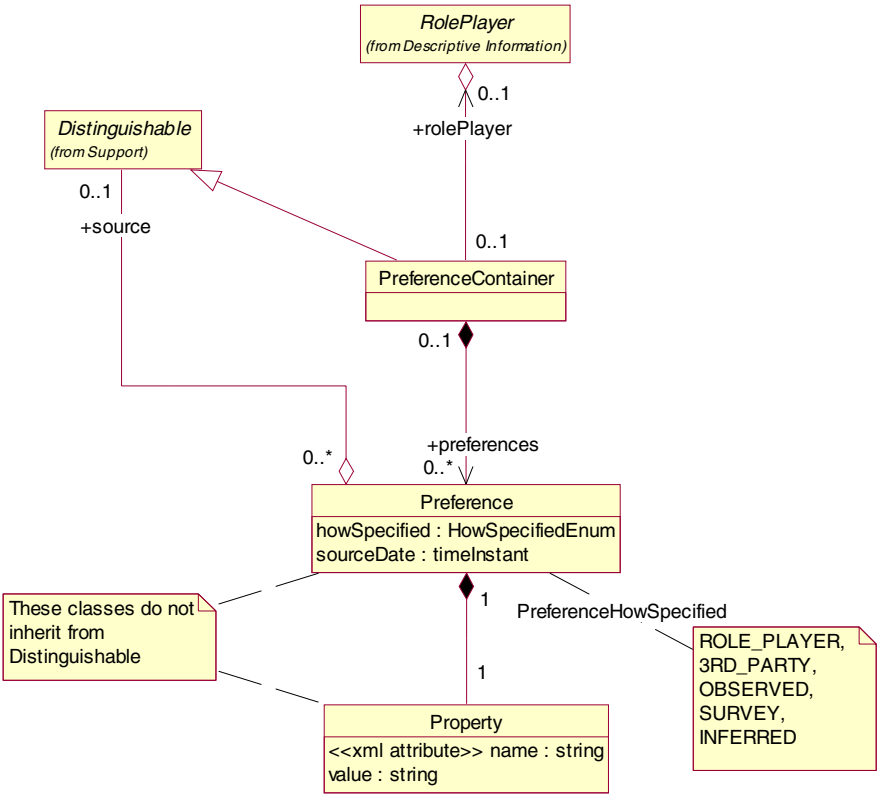 RolePlayer
(from Descriptive Information)
0..1
+rolePlayer
Distinguishable
(from Support)
0..1
+source
0..1
PreferenceContainer
0..1
+preferences
0..*
0..*
Preference
howSpecified : HowSpecifiedEnum
sourceDate : timeInstant
These classes do not
inherit from
Distinguishable
1
PreferenceHowSpecified
ROLE_PLAYER,
3RD_PARTY,
OBSERVED,
SURVEY,
INFERRED
1
Property
<<xml attribute>> name : string
value : string